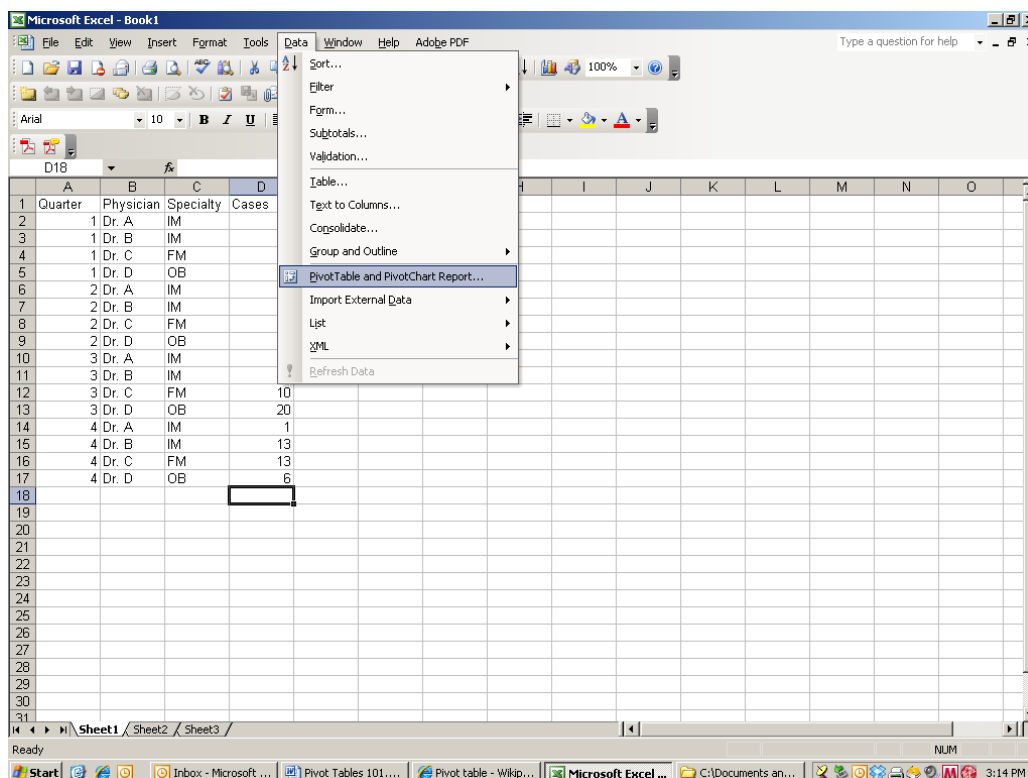 Microsoft Excel - Book1
File Edit View Insert Format Tools Data Window Help Adobe PDF Type a question for help
Sort...
100%
Filter
Form...
Arial 10 B I U A
Subtotals...
Validation...
D18 fx
Table...
A B C D I J K L M N O
1 Quarter Physician Specialty Cases
Text to Columns...
2 1 Dr. A IM
Consolidate...
3 1 Dr. B IM
Group and Outline
4 1 Dr. C FM
PivotTable and PivotChart Report...
5 1 Dr. D OB
6 2 Dr. A IM
Import External Data
7 2 Dr. B IM
List
8 2 Dr. C FM
XML
9 2 Dr. D OB
10 3 Dr. A IM
Refresh Data
11 3 Dr. B IM
12 3 Dr. C FM 10
13 3 Dr. D OB 20
14 4 Dr. A IM 1
15 4 Dr. B IM 13
16 4 Dr. C FM 13
17 4 Dr. D OB 6
18
19
20
21
22
23
24
25
26
27
28
29
30
31
Sheet1 / Sheet2 / Sheet3 /
Ready NUM
Start Inbox - Microsoft ... Pivot Tables 101.... Pivot table - Wikip... Microsoft Excel ... C:\Documents an... 3:14 PM